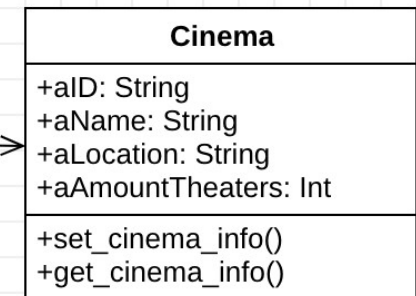 Cinema
+aID: String
+aName: String
+aLocation: String
+aAmountTheaters: Int
+set_cinema_info()
+get_cinema_info()